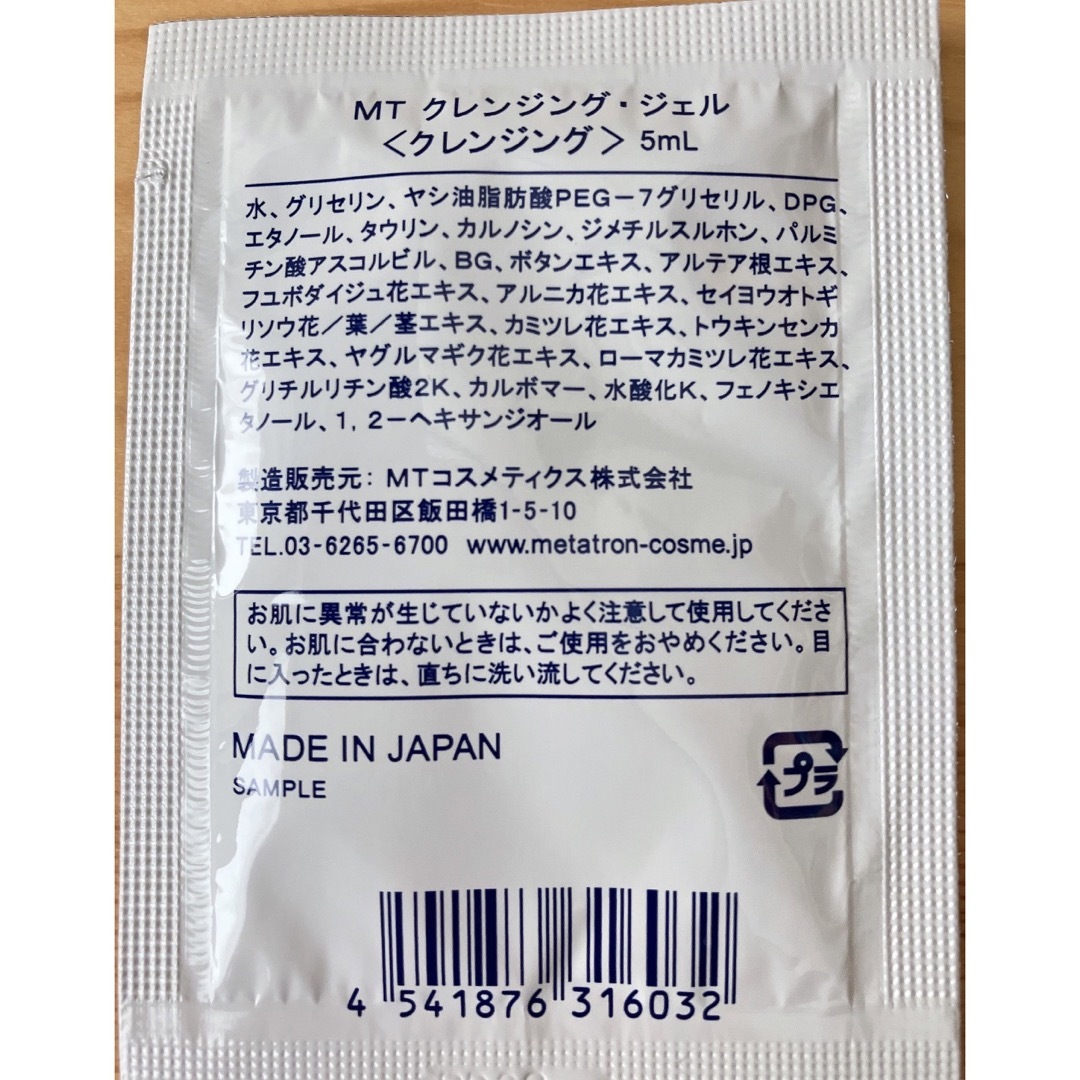 MT クレンジング・ジェル
〈クレンジング〉 5mL
水、グリセリン、ヤシ油脂肪酸PEG－7グリセリル、DPG、
エタノール、タウリン、カルノシン、ジメチルスルホン、パルミ
チン酸アスコルビル、BG、ボタンエキス、アルテア根エキス、
フユボダイジュ花エキス、アルニカ花エキス、セイヨウオトギ
リソウ花／葉／茎エキス、カミツレ花エキス、トウキンセンカ
花エキス、ヤグルマギク花エキス、ローマカミツレ花エキス、
グリチルリチン酸2K、カルボマー、水酸化K、フェノキシエ
タノール、1，2－ヘキサンジオール
製造販売元：MTコスメティクス株式会社
東京都千代田区飯田橋1-5-10
TEL.03-6265-6700 www.metatron-cosme.jp
お肌に異常が生じていないかよく注意して使用してくださ
い。お肌に合わないときは、ご使用をおやめください。目
に入ったときは、直ちに洗い流してください。
MADE IN JAPAN
SAMPLE
プラ
4 541876 316032